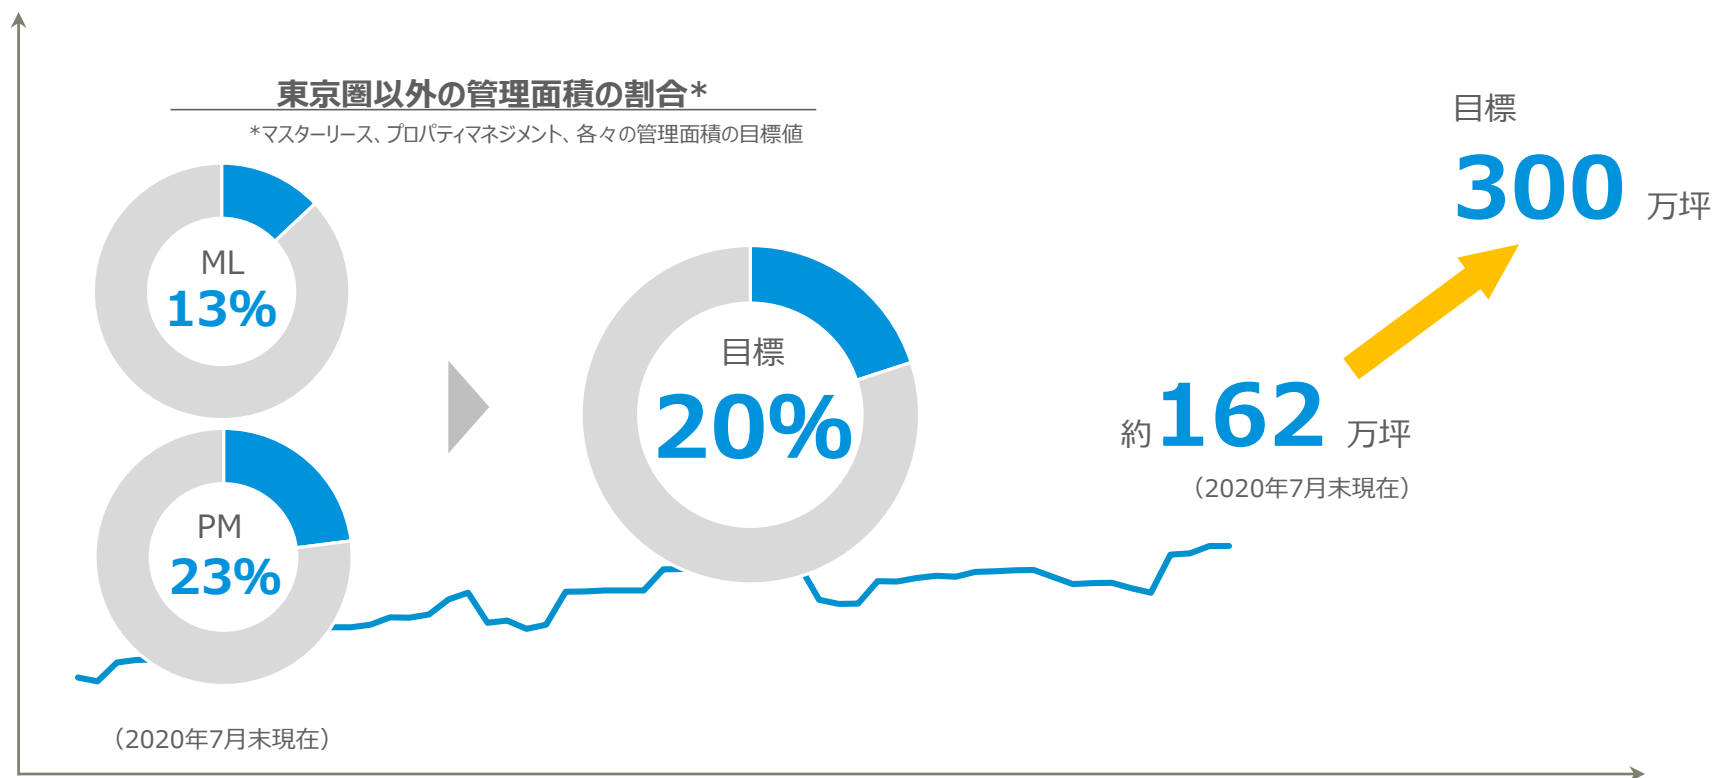 東京圏以外の管理面積の割合*
*マスターリース、プロパティマネジメント、各々の管理面積の目標値
ML
13%
PM
23%
（2020年7月末現在）
目標
20%
目標
300 万坪
約162 万坪
（2020年7月末現在）